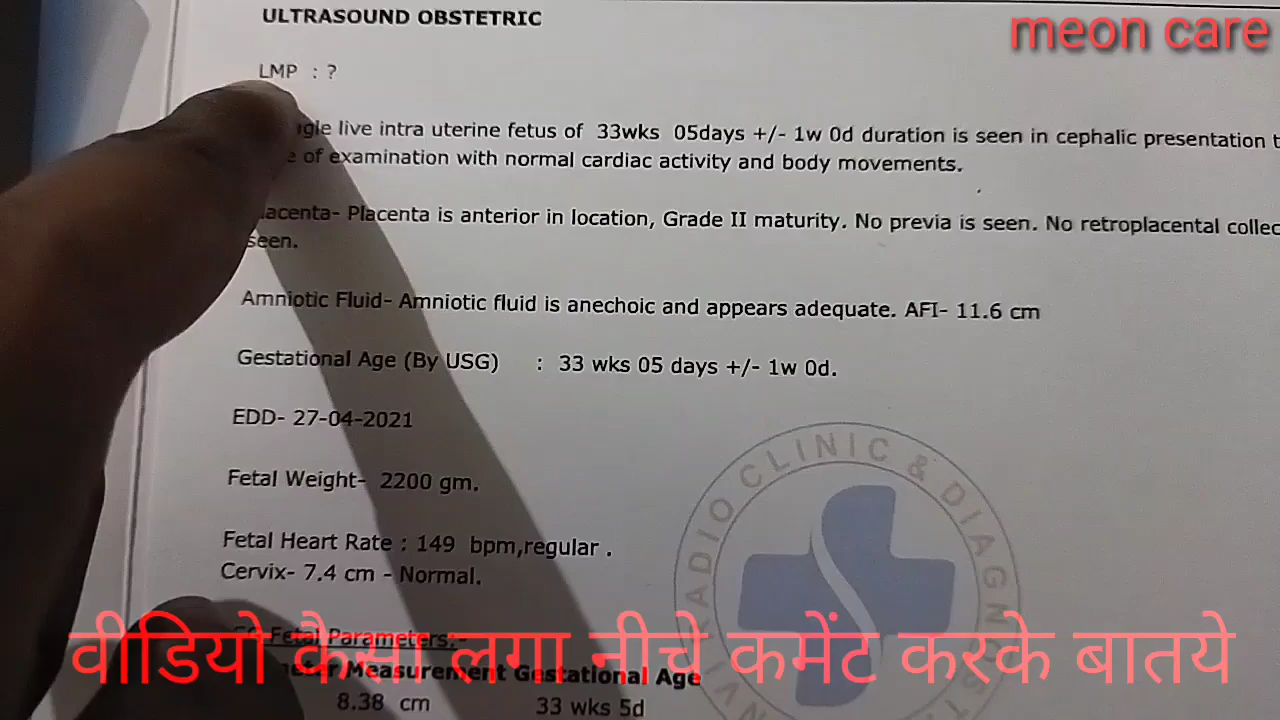 ULTRASOUND OBSTETRIC
meon care
LMP : ?
live intra uterine fetus of 33wks 05days +/- 1w 0d duration is seen in cephalic presentation
of examination with normal cardiac activity and body movements.
Placenta is anterior in location, Grade II maturity. No previa is seen. No retroplacental
seen.
Amniotic Fluid- Amniotic fluid is anechoic and appears adequate. AFI- 11.6 cm
Gestational Age (By USG) : 33 wks 05 days +/- 1w 0d.
EDD- 27-04-2021
Fetal Weight- 2200 gm.
Fetal Heart Rate : 149 bpm,regular .
Cervix- 7.4 cm - Normal.
RADIO CLINIC &
Fetal Parameters:-
वीडियो कैसा लगा नीचे कमेंट करके बातये
Measurement Gestational Age
8.38 cm 33 wks 5d